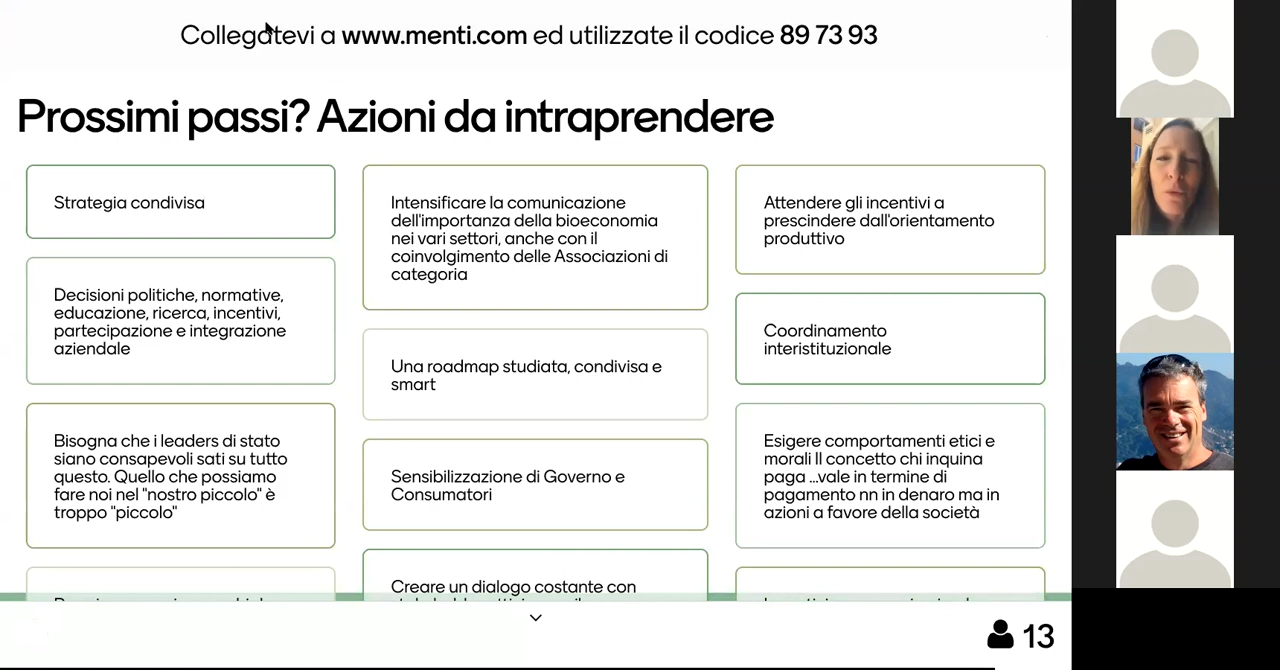 Collegatevi a www.menti.com ed utilizzate il codice 89 73 93
Prossimi passi? Azioni da intraprendere
Strategia condivisa
Decisioni politiche, normative,
educazione, ricerca, incentivi,
partecipazione e integrazione
aziendale
Bisogna che i leaders di stato
siano consapevoli sati su tutto
questo. Quello che possiamo
fare noi nel "nostro piccolo" è
troppo "piccolo"
Intensificare la comunicazione
dell'importanza della bioeconomia
nei vari settori, anche con il
coinvolgimento delle Associazioni di
categoria
Una roadmap studiata, condivisa e
smart
Sensibilizzazione di Governo e
Consumatori
Creare un dialogo costante con
Attendere gli incentivi a
prescindere dall'orientamento
produttivo
Coordinamento
interistituzionale
Esigere comportamenti etici e
morali Il concetto chi inquina
paga ...vale in termine di
pagamento nn in denaro ma in
azioni a favore della società
13